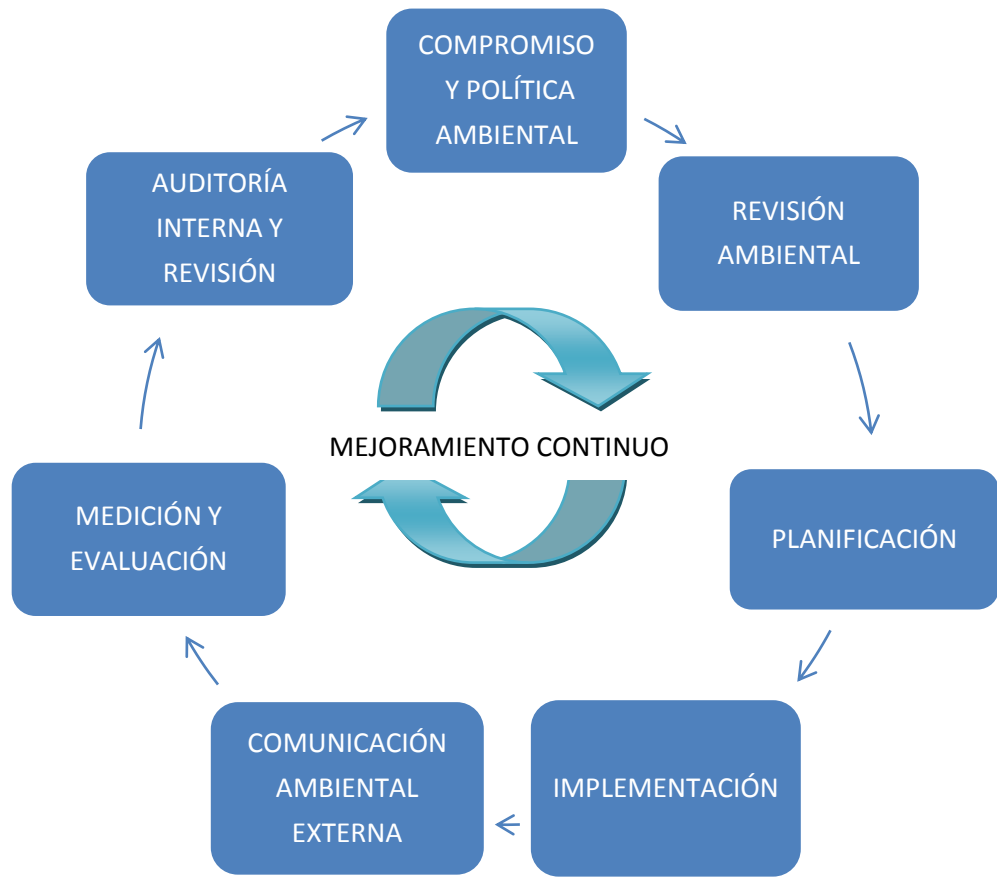 COMPROMISO
Y POLÍTICA
AMBIENTAL
REVISIÓN
AMBIENTAL
PLANIFICACIÓN
IMPLEMENTACIÓN
COMUNICACIÓN
AMBIENTAL
EXTERNA
MEDICIÓN Y
EVALUACIÓN
AUDITORÍA
INTERNA Y
REVISIÓN
MEJORAMIENTO CONTINUO